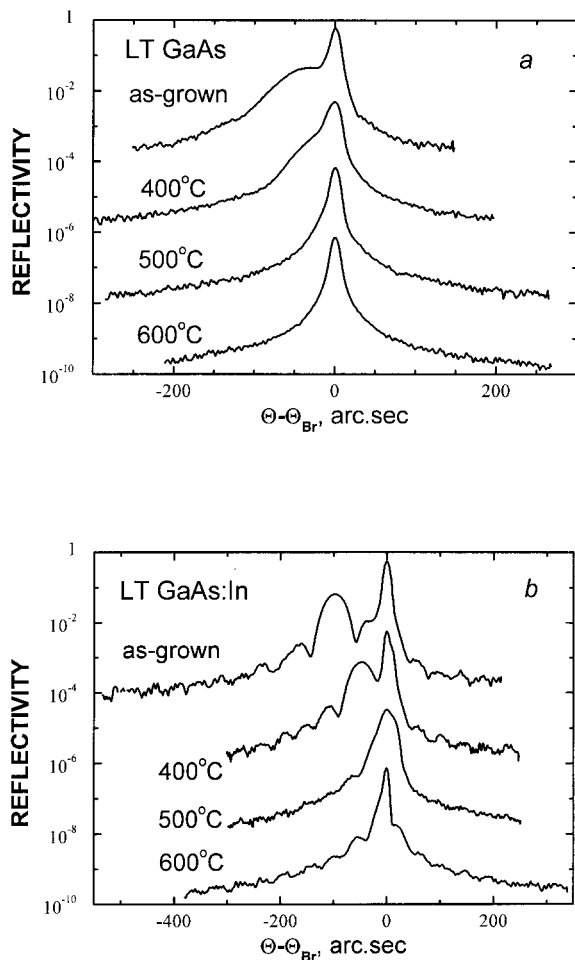 1
LT GaAs
a
as-grown
10-2
10-4
400°C
10-6
500°C
10-8
600°C
10-10
REFLECTIVITY
-200 0 200
Θ-ΘBr, arc.sec
1
LT GaAs:In
b
10-2
as-grown
10-4
400°C
10-6
500°C
10-8
600°C
10-10
REFLECTIVITY
-400 -200 0 200
Θ-ΘBr, arc.sec